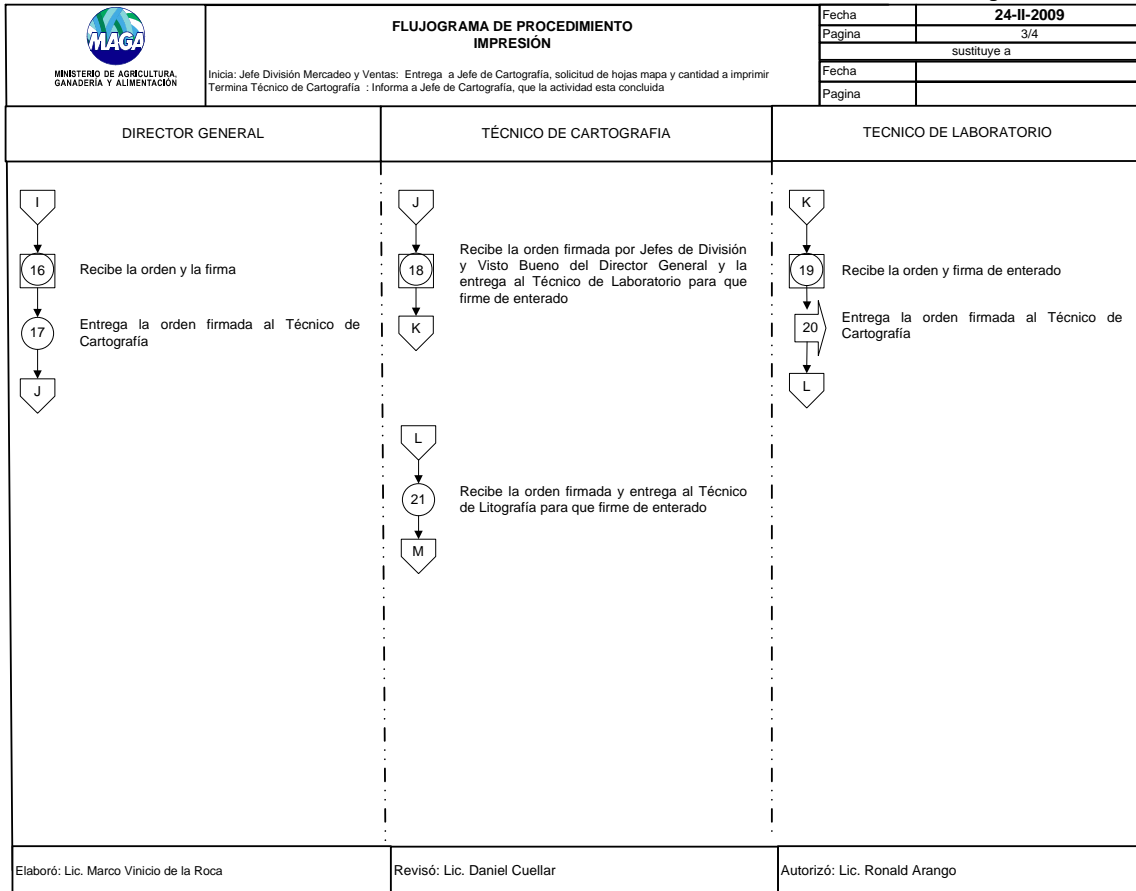 MAGA
MINISTERIO DE AGRICULTURA,
GANADERÍA Y ALIMENTACIÓN
FLUJOGRAMA DE PROCEDIMIENTO
IMPRESIÓN
Inicia: Jefe División Mercadeo y Ventas: Entrega a Jefe de Cartografía, solicitud de hojas mapa y cantidad a imprimir
Termina Técnico de Cartografía : Informa a Jefe de Cartografía, que la actividad esta concluida
Fecha 24-II-2009
Pagina 3/4
sustituye a
Fecha
Pagina
DIRECTOR GENERAL
TÉCNICO DE CARTOGRAFIA
TECNICO DE LABORATORIO
I
16 Recibe la orden y la firma
17 Entrega la orden firmada al Técnico de
Cartografía
J
J
18 Recibe la orden firmada por Jefes de División
y Visto Bueno del Director General y la
entrega al Técnico de Laboratorio para que
firme de enterado
K
L
21 Recibe la orden firmada y entrega al Técnico
de Litografía para que firme de enterado
M
K
19 Recibe la orden y firma de enterado
20 Entrega la orden firmada al Técnico de
Cartografía
L
Elaboró: Lic. Marco Vinicio de la Roca
Revisó: Lic. Daniel Cuellar
Autorizó: Lic. Ronald Arango